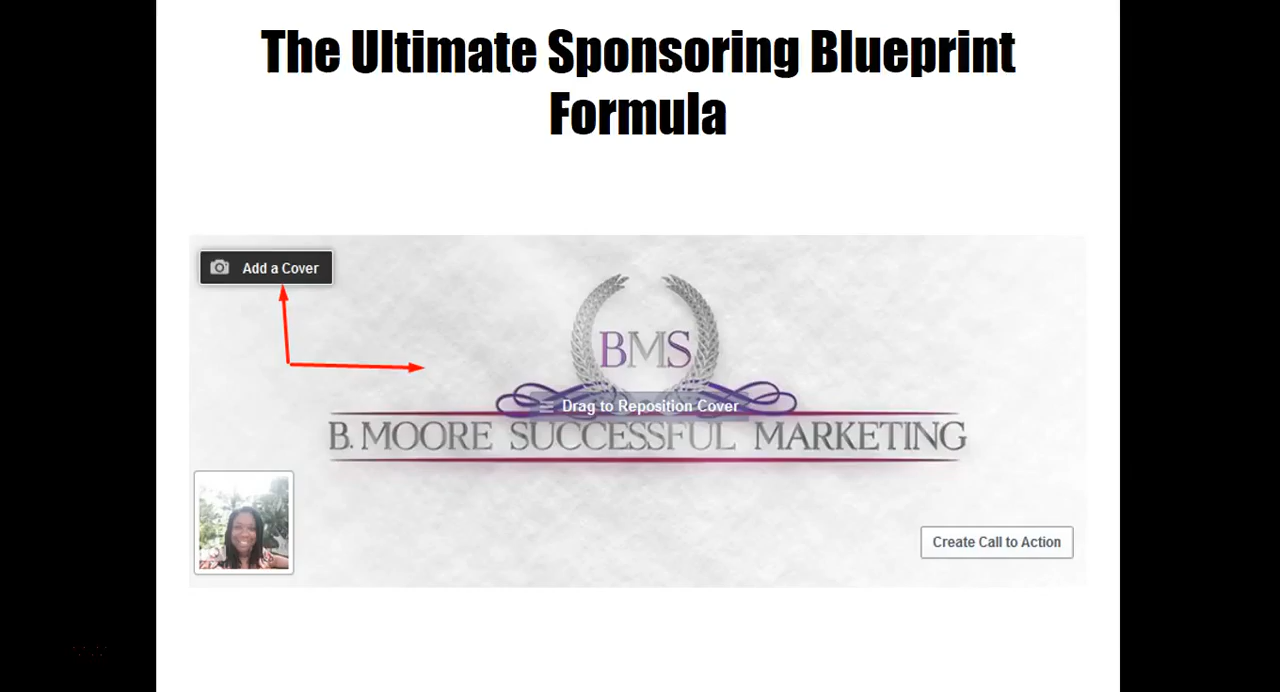 The Ultimate Sponsoring Blueprint
Formula
Add a Cover
BMS
Drag to Reposition Cover
B. MOORE SUCCESSFUL MARKETING
Create Call to Action